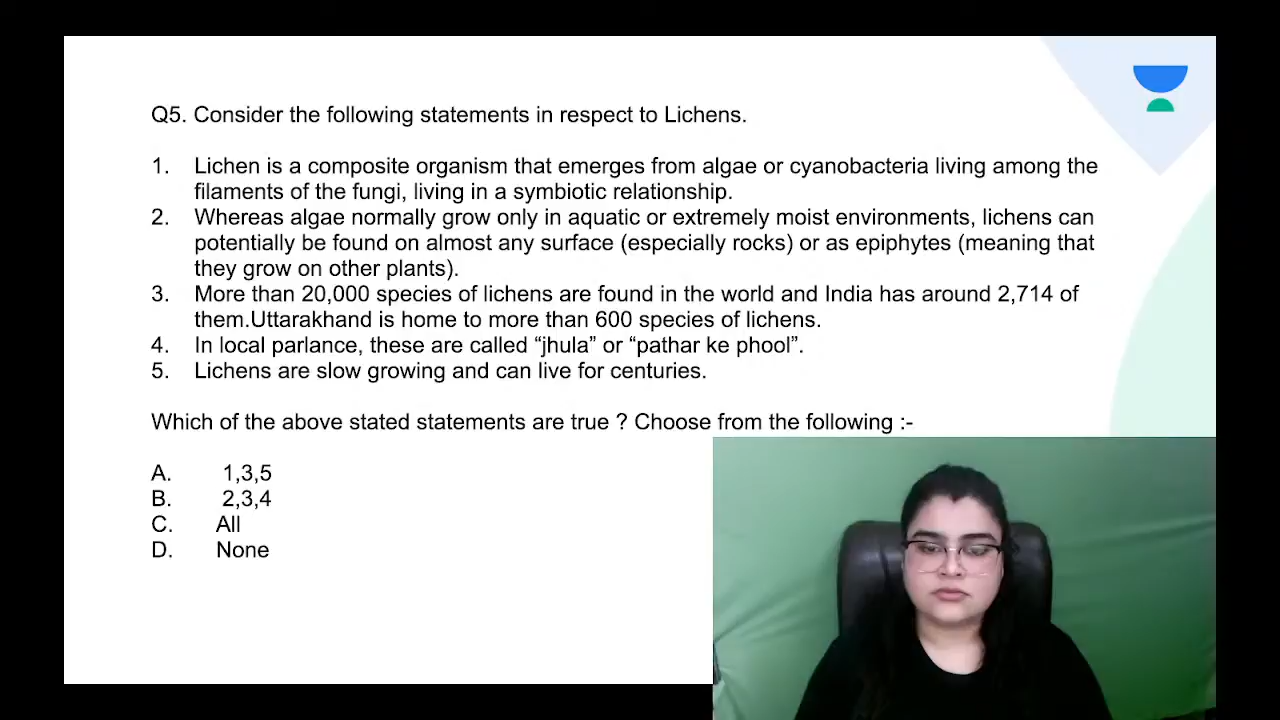 Q5. Consider the following statements in respect to Lichens.
1. Lichen is a composite organism that emerges from algae or cyanobacteria living among the
filaments of the fungi, living in a symbiotic relationship.
2. Whereas algae normally grow only in aquatic or extremely moist environments, lichens can
potentially be found on almost any surface (especially rocks) or as epiphytes (meaning that
they grow on other plants).
3. More than 20,000 species of lichens are found in the world and India has around 2,714 of
them.Uttarakhand is home to more than 600 species of lichens.
4. In local parlance, these are called “jhula” or “pathar ke phool”.
5. Lichens are slow growing and can live for centuries.
Which of the above stated statements are true ? Choose from the following :-
A. 1,3,5
B. 2,3,4
C. All
D. None